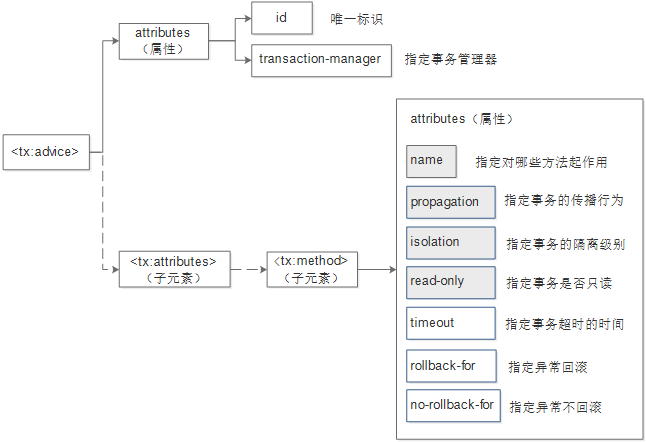 attributes
（属性）
id 唯一标识
transaction-manager 指定事务管理器
<tx:advice>
<tx:attributes>
（子元素）
<tx:method>
（子元素）
attributes（属性）
name 指定对哪些方法起作用
propagation 指定事务的传播行为
isolation 指定事务的隔离级别
read-only 指定事务是否只读
timeout 指定事务超时的时间
rollback-for 指定异常回滚
no-rollback-for 指定异常不回滚